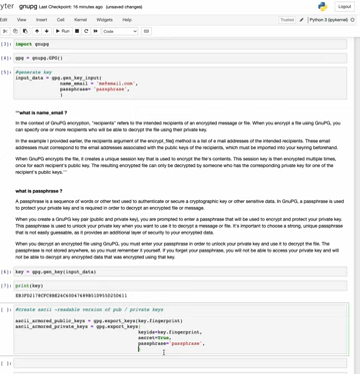 yter gnupg Last Checkpoint: 16 minutes ago (unsaved changes)
Logout
Edit View Insert Cell Kernel Widgets Help
Trusted
Python 3 (ipykernel)
Run
Code
[3]: import gnupg
[4]: gpg = gnupg.GPG()
[5]: #generate key
input_data = gpg.gen_key_input(
name_email = 'me@email.com',
passphrase= 'passphrase',
)
``what is name_email ?
In the context of GnuPG encryption, "recipients" refers to the intended recipients of an encrypted message or file. When you encrypt a file using GnuPG, you
can specify one or more recipients who will be able to decrypt the file using their private key.
In the example I provided earlier, the recipients argument of the encrypt_file() method is a list of e-mail addresses of the intended recipients. These email
addresses must correspond to the email addresses associated with the public keys of the recipients, which must be imported into your keyring beforehand.
When GnuPG encrypts the file, it creates a unique session key that is used to encrypt the file's contents. This session key is then encrypted multiple times,
once for each recipient's public key. The resulting encrypted file can only be decrypted by someone who has the corresponding private key for one of the
recipient's public keys.``
what is passphrase ?
A passphrase is a sequence of words or other text used to authenticate or secure a cryptographic key or other sensitive data. In GnuPG, a passphrase is
used to protect your private key and is required in order to decrypt an encrypted file or message.
When you create a GnuPG key pair (public and private key), you are prompted to enter a passphrase that will be used to encrypt and protect your private key.
This passphrase is used to unlock your private key when you want to use it to decrypt a message or file. It's important to choose a strong, unique passphrase
that is not easily guessable, as it provides an additional layer of security to your encrypted data.
When you decrypt an encrypted file using GnuPG, you must enter your passphrase in order to unlock your private key and use it to decrypt the file. The
passphrase is not stored anywhere, so you must remember it yourself. If you forget your passphrase, you will not be able to access your private key and will
not be able to decrypt any encrypted messages or files.
[6]: key = gpg.gen_key(input_data)
[7]: print(key)
[ ]: #create ascii -readable version of pub / private keys
ascii_armored_public_keys = gpg.export_keys(key.fingerprint)
ascii_armored_private_keys = gpg.export_keys(
keyids=key.fingerprint,
secret=True,
passphrase='passphrase',
)
[ ]: